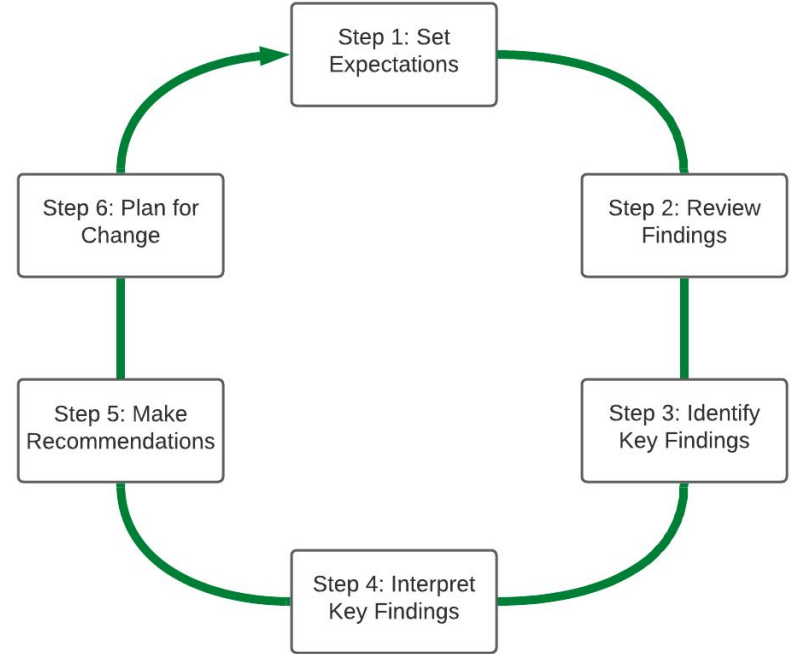 Step 1: Set
Expectations
Step 2: Review
Findings
Step 3: Identify
Key Findings
Step 4: Interpret
Key Findings
Step 5: Make
Recommendations
Step 6: Plan for
Change